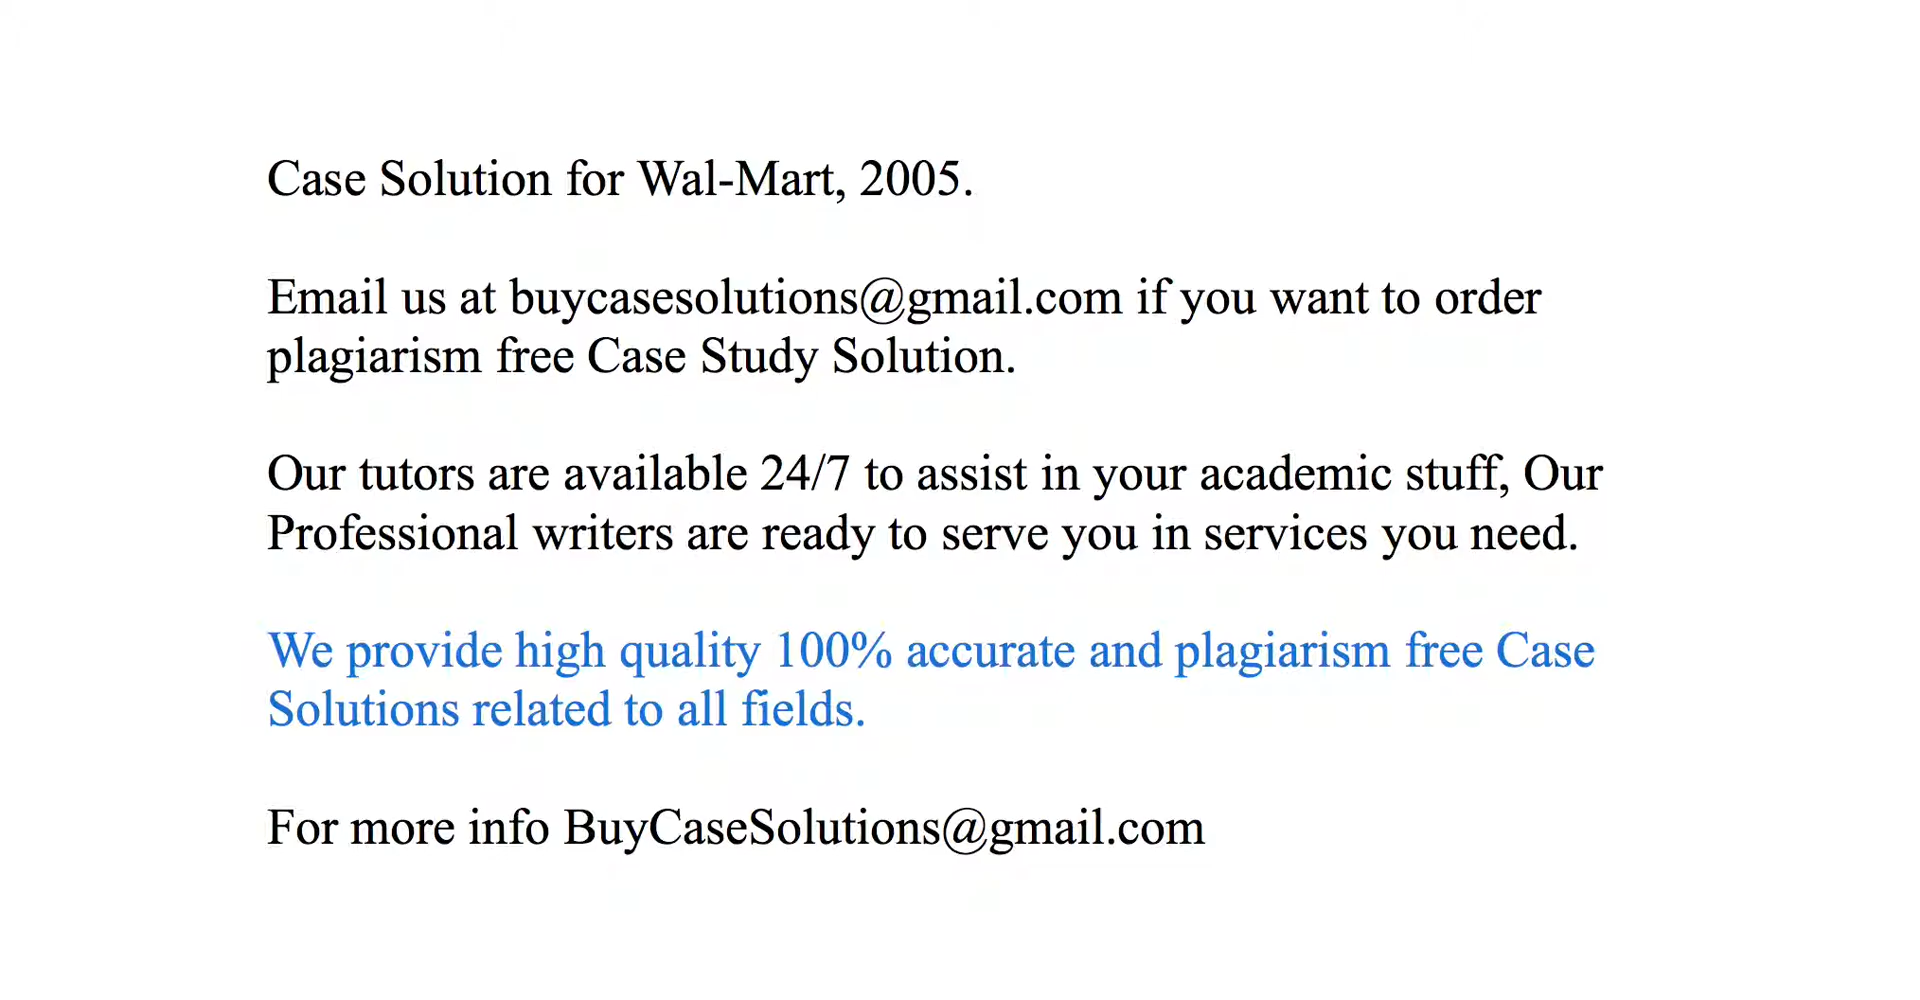 Case Solution for Wal-Mart, 2005.
Email us at buycasesolutions@gmail.com if you want to order
plagiarism free Case Study Solution.
Our tutors are available 24/7 to assist in your academic stuff, Our
Professional writers are ready to serve you in services you need.
We provide high quality 100% accurate and plagiarism free Case
Solutions related to all fields.
For more info BuyCaseSolutions@gmail.com